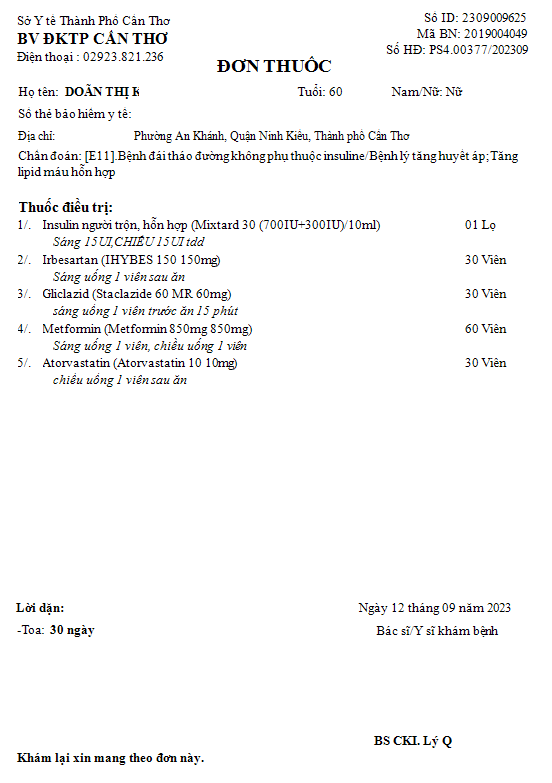 Sở Y tế Thành Phố Cần Thơ
BV ĐKTP CẦN THƠ
Điện thoại : 02923.821.236
Số ID: 2309009625
Mã BN: 2019004049
Số HĐ: PS4.00377/202309
ĐƠN THUỐC
Họ tên: DOÃN THỊ K Tuổi: 60 Nam/Nữ: Nữ
Số thẻ bảo hiểm y tế:
Địa chỉ: Phường An Khánh, Quận Ninh Kiều, Thành phố Cần Thơ
Chẩn đoán: [E11].Bệnh đái tháo đường không phụ thuộc insuline/Bệnh lý tăng huyết áp; Tăng
lipid máu hỗn hợp
Thuốc điều trị:
1/. Insulin người trộn, hỗn hợp (Mixtard 30 (700IU+300IU)/10ml) 01 Lọ
Sáng 15UI,CHIỀU 15UI tdd
2/. Irbesartan (IHYBES 150 150mg) 30 Viên
Sáng uống 1 viên sau ăn
3/. Gliclazid (Staclazide 60 MR 60mg) 30 Viên
sáng uống 1 viên trước ăn 15 phút
4/. Metformin (Metformin 850mg 850mg) 60 Viên
Sáng uống 1 viên, chiều uống 1 viên
5/. Atorvastatin (Atorvastatin 10 10mg) 30 Viên
chiều uống 1 viên sau ăn
Lời dặn:
-Toa: 30 ngày
Ngày 12 tháng 09 năm 2023
Bác sĩ/Y sĩ khám bệnh
BS CKI. Lý Q
Khám lại xin mang theo đơn này.